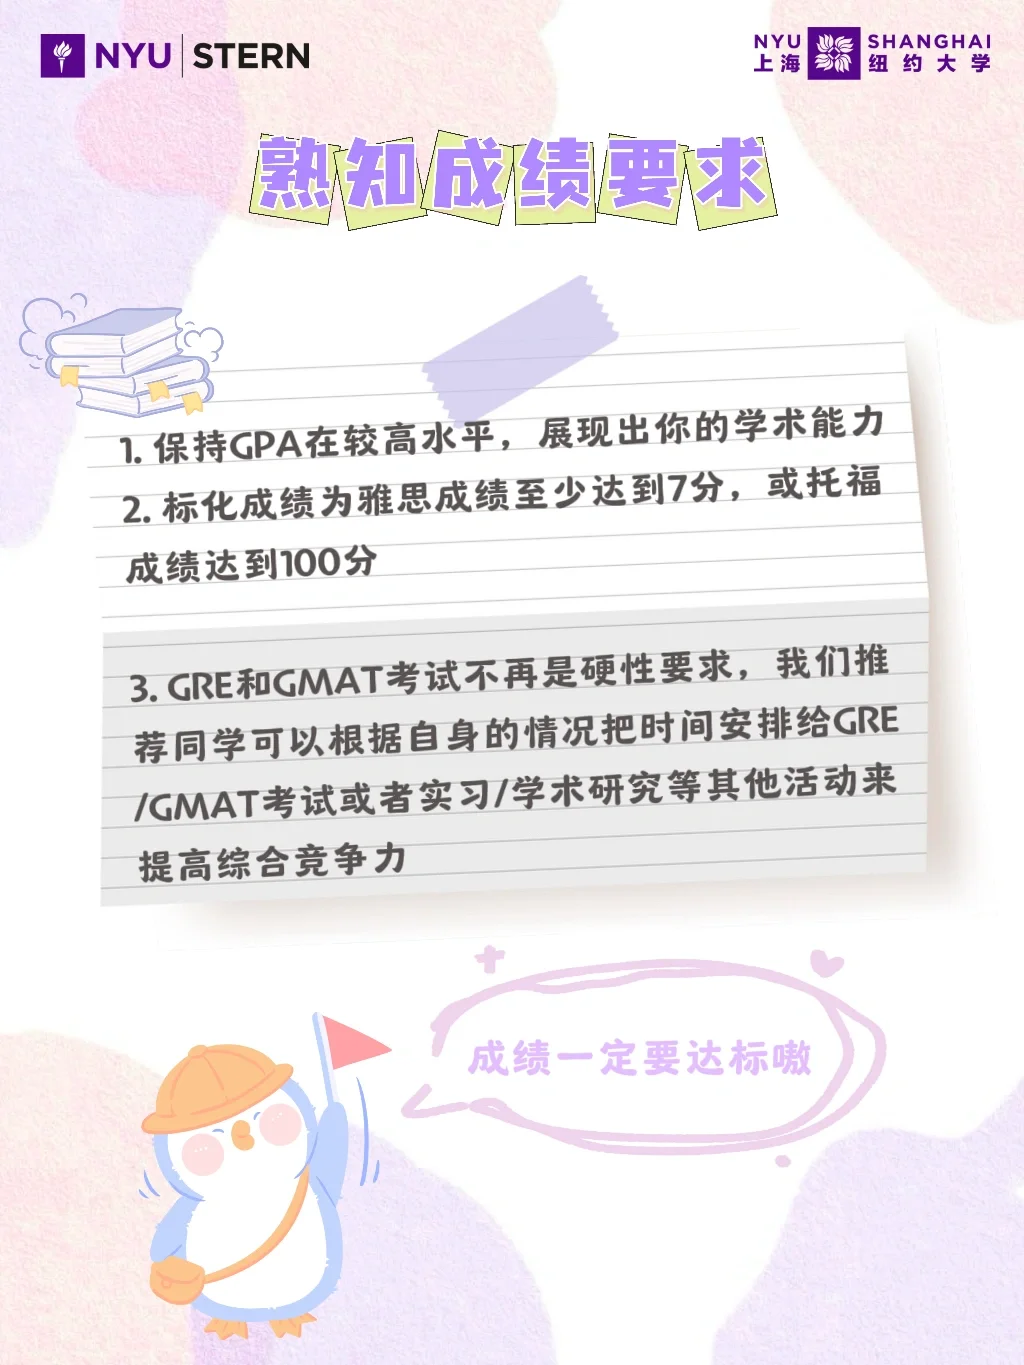 NYU STERN
NYU SHANGHAI
上海 纽约大学
熟知成绩要求
1. 保持GPA在较高水平，展现出你的学术能力
2. 标化成绩为雅思成绩至少达到7分，或托福
成绩达到100分
3. GRE和GMAT考试不再是硬性要求，我们推
荐同学可以根据自身的情况把时间安排给GRE
/GMAT考试或者实习/学术研究等其他活动来
提高综合竞争力
成绩一定要达标嗷